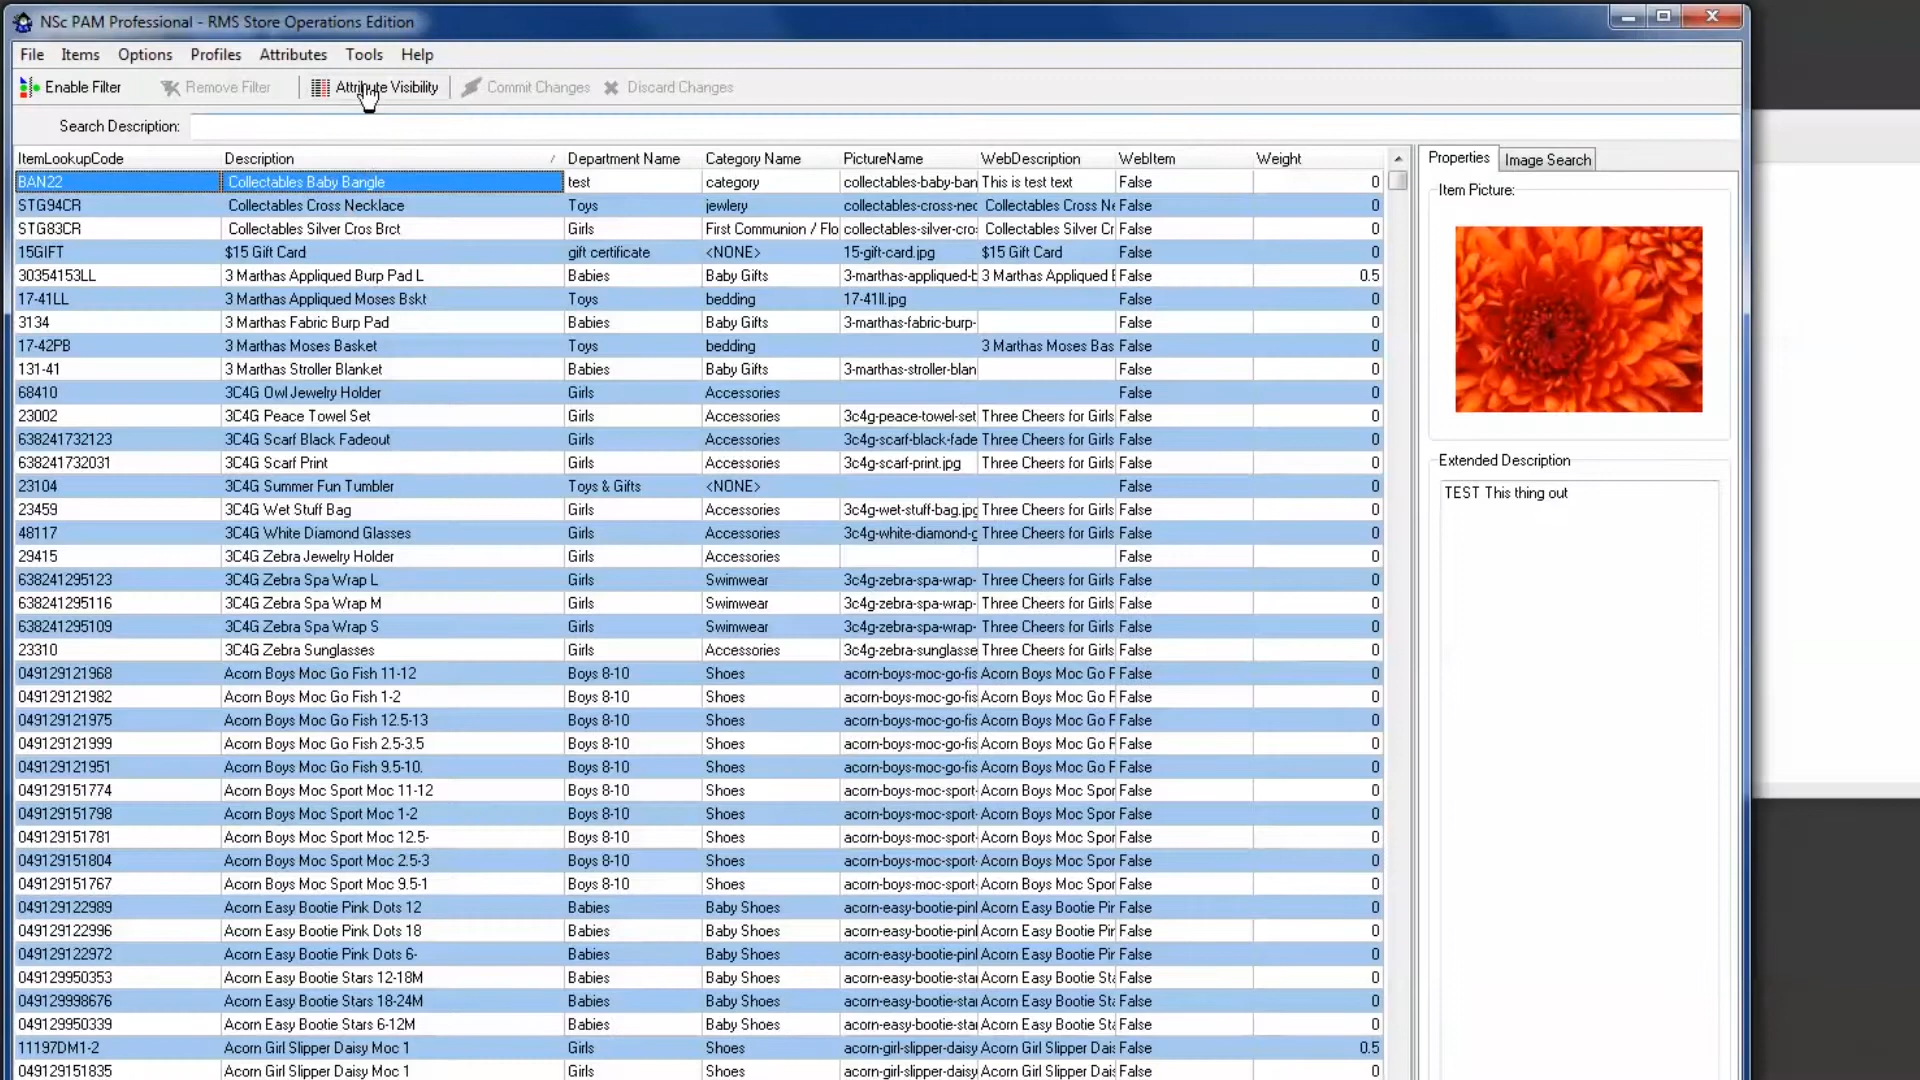 NSc PAM Professional - RMS Store Operations Edition
File Items Options Profiles Attributes Tools Help
Enable Filter Remove Filter Attribute Visibility Commit Changes Discard Changes
Search Description:
ItemLookupCode Description Department Name Category Name PictureName WebDescription WebItem Weight
BAN22 Collectables Baby Bangle test category collectables-baby-ban This is test text False 0
STG94CR Collectables Cross Necklace Toys jewlery collectables-cross-nec Collectables Cross Ne False 0
STG83CR Collectables Silver Cros Brct Girls First Communion / Flo collectables-silver-cro Collectables Silver Cr False 0
15GIFT $15 Gift Card gift certificate <NONE> 15-gift-card.jpg $15 Gift Card False 0
30354153LL 3 Marthas Appliqued Burp Pad L Babies Baby Gifts 3-marthas-appliqued-b 3 Marthas Appliqued E False 0.5
17-41LL 3 Marthas Appliqued Moses Bskt Toys bedding 17-41ll.jpg False 0
3134 3 Marthas Fabric Burp Pad Babies Baby Gifts 3-marthas-fabric-burp- False 0
17-42PB 3 Marthas Moses Basket Toys bedding 3 Marthas Moses Bas False 0
131-41 3 Marthas Stroller Blanket Babies Baby Gifts 3-marthas-stroller-blan False 0
68410 3C4G Owl Jewelry Holder Girls Accessories False 0
23002 3C4G Peace Towel Set Girls Accessories 3c4g-peace-towel-set Three Cheers for Girls False 0
638241732123 3C4G Scarf Black Fadeout Girls Accessories 3c4g-scarf-black-fade Three Cheers for Girls False 0
638241732031 3C4G Scarf Print Girls Accessories 3c4g-scarf-print.jpg Three Cheers for Girls False 0
23104 3C4G Summer Fun Tumbler Toys & Gifts <NONE> False 0
23459 3C4G Wet Stuff Bag Girls Accessories 3c4g-wet-stuff-bag.jpg Three Cheers for Girls False 0
48117 3C4G White Diamond Glasses Girls Accessories 3c4g-white-diamond-g Three Cheers for Girls False 0
29415 3C4G Zebra Jewelry Holder Girls Accessories False 0
638241295123 3C4G Zebra Spa Wrap L Girls Swimwear 3c4g-zebra-spa-wrap- Three Cheers for Girls False 0
638241295116 3C4G Zebra Spa Wrap M Girls Swimwear 3c4g-zebra-spa-wrap- Three Cheers for Girls False 0
638241295109 3C4G Zebra Spa Wrap S Girls Swimwear 3c4g-zebra-spa-wrap- Three Cheers for Girls False 0
23310 3C4G Zebra Sunglasses Girls Accessories 3c4g-zebra-sunglasse Three Cheers for Girls False 0
049129121968 Acorn Boys Moc Go Fish 11-12 Boys 8-10 Shoes acorn-boys-moc-go-fis Acorn Boys Moc Go F False 0
049129121982 Acorn Boys Moc Go Fish 1-2 Boys 8-10 Shoes acorn-boys-moc-go-fis Acorn Boys Moc Go F False 0
049129121975 Acorn Boys Moc Go Fish 12.5-13 Boys 8-10 Shoes acorn-boys-moc-go-fis Acorn Boys Moc Go F False 0
049129121999 Acorn Boys Moc Go Fish 2.5-3.5 Boys 8-10 Shoes acorn-boys-moc-go-fis Acorn Boys Moc Go F False 0
049129121951 Acorn Boys Moc Go Fish 9.5-10. Boys 8-10 Shoes acorn-boys-moc-go-fis Acorn Boys Moc Go F False 0
049129151774 Acorn Boys Moc Sport Moc 11-12 Boys 8-10 Shoes acorn-boys-moc-sport- Acorn Boys Moc Spor False 0
049129151798 Acorn Boys Moc Sport Moc 1-2 Boys 8-10 Shoes acorn-boys-moc-sport- Acorn Boys Moc Spor False 0
049129151781 Acorn Boys Moc Sport Moc 12.5- Boys 8-10 Shoes acorn-boys-moc-sport- Acorn Boys Moc Spor False 0
049129151804 Acorn Boys Moc Sport Moc 2.5-3 Boys 8-10 Shoes acorn-boys-moc-sport- Acorn Boys Moc Spor False 0
049129151767 Acorn Boys Moc Sport Moc 9.5-1 Boys 8-10 Shoes acorn-boys-moc-sport- Acorn Boys Moc Spor False 0
049129122989 Acorn Easy Bootie Pink Dots 12 Babies Baby Shoes acorn-easy-bootie-pinl Acorn Easy Bootie Pir False 0
049129122996 Acorn Easy Bootie Pink Dots 18 Babies Baby Shoes acorn-easy-bootie-pinl Acorn Easy Bootie Pir False 0
049129122972 Acorn Easy Bootie Pink Dots 6- Babies Baby Shoes acorn-easy-bootie-pinl Acorn Easy Bootie Pir False 0
049129950353 Acorn Easy Bootie Stars 12-18M Babies Baby Shoes acorn-easy-bootie-star Acorn Easy Bootie Sta False 0
049129998676 Acorn Easy Bootie Stars 18-24M Babies Baby Shoes acorn-easy-bootie-star Acorn Easy Bootie Sta False 0
049129950339 Acorn Easy Bootie Stars 6-12M Babies Baby Shoes acorn-easy-bootie-star Acorn Easy Bootie Sta False 0
11197DM1-2 Acorn Girl Slipper Daisy Moc 1 Girls Shoes acorn-girl-slipper-daisy Acorn Girl Slipper Dais False 0.5
049129151835 Acorn Girl Slipper Daisy Moc 1 Girls Shoes acorn-girl-slipper-daisy Acorn Girl Slipper Dais False 0
Properties Image Search
Item Picture:
Extended Description
TEST This thing out